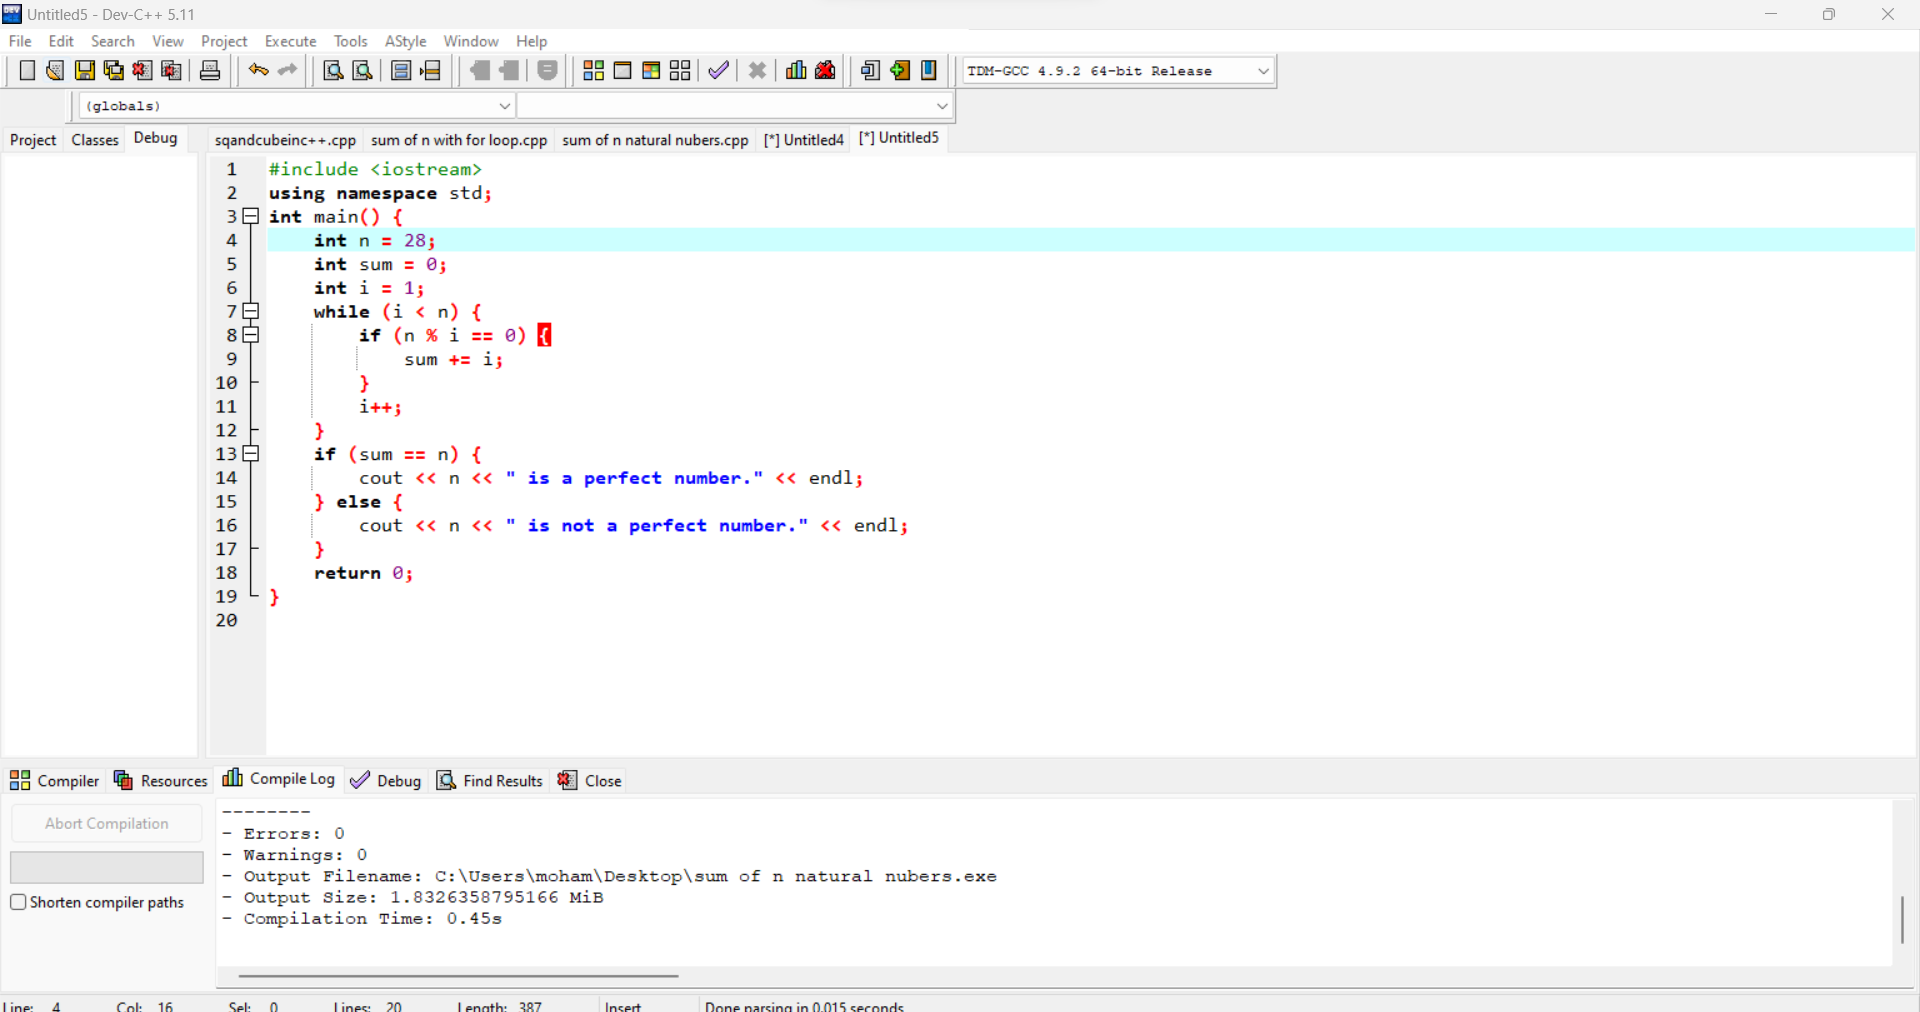 Untitled5 - Dev-C++ 5.11
File Edit Search View Project Execute Tools AStyle Window Help
TDM-GCC 4.9.2 64-bit Release
(globals)
Project Classes Debug sqandcubeinc++.cpp sum of n with for loop.cpp sum of n natural nubers.cpp [*] Untitled4 [*] Untitled5
1 #include <iostream>
2 using namespace std;
3 int main() {
4 int n = 28;
5 int sum = 0;
6 int i = 1;
7 while (i < n) {
8 if (n % i == 0) {
9 sum += i;
10 }
11 i++;
12 }
13 if (sum == n) {
14 cout << n << " is a perfect number." << endl;
15 } else {
16 cout << n << " is not a perfect number." << endl;
17 }
18 return 0;
19 }
20
Compiler Resources Compile Log Debug Find Results Close
Abort Compilation
Shorten compiler paths
--------
- Errors: 0
- Warnings: 0
- Output Filename: C:\Users\moham\Desktop\sum of n natural nubers.exe
- Output Size: 1.8326358795166 MiB
- Compilation Time: 0.45s
Line: 4 Col: 16 Sel: 0 Lines: 20 Length: 387 Insert Done parsing in 0.015 seconds